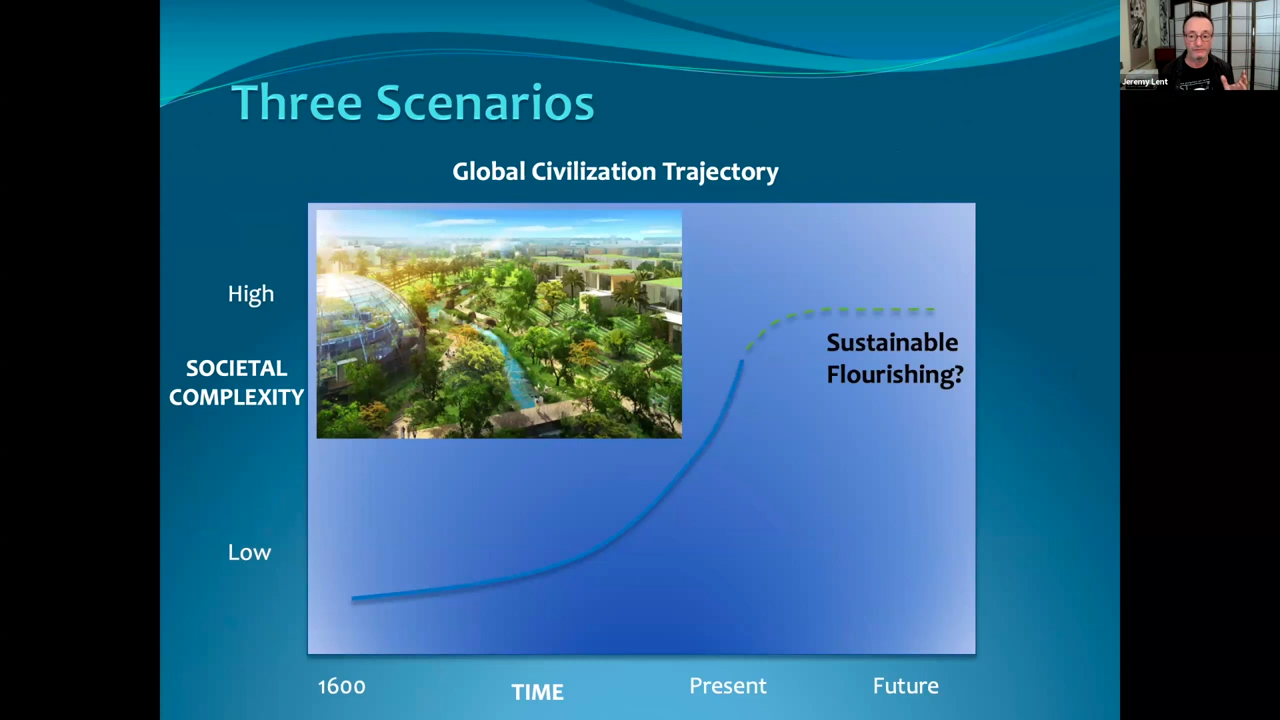 Jeremy Lent
Three Scenarios
Global Civilization Trajectory
High
SOCIETAL
COMPLEXITY
Sustainable
Flourishing?
Low
1600
TIME
Present
Future